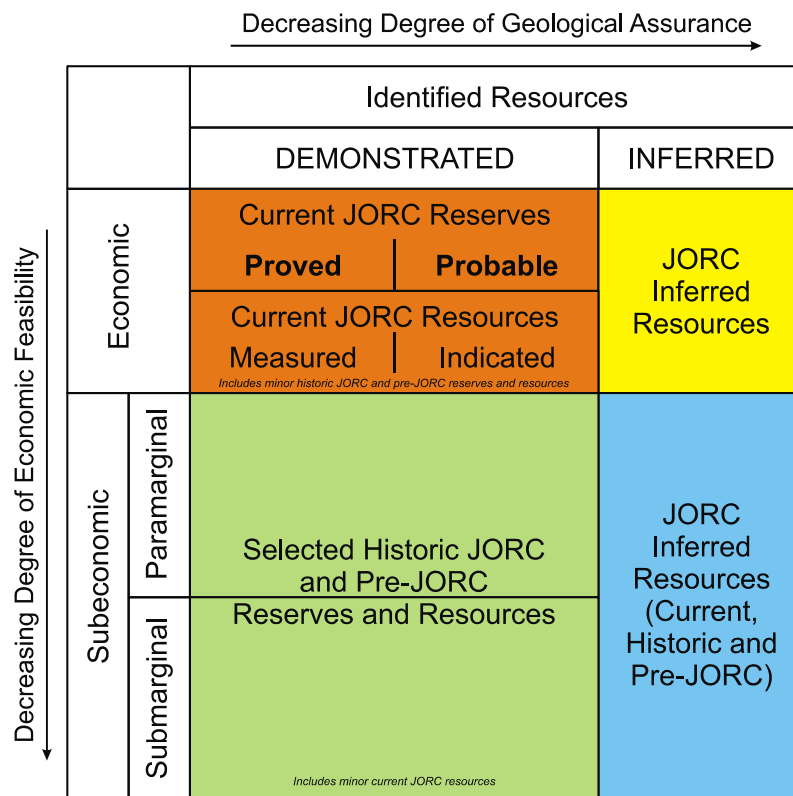 Decreasing Degree of Geological Assurance
Identified Resources
DEMONSTRATED
INFERRED
Decreasing Degree of Economic Feasibility
Economic
Current JORC Reserves
Proved
Probable
Current JORC Resources
Measured
Indicated
Includes minor historic JORC and pre-JORC reserves and resources
JORC
Inferred
Resources
Subeconomic
Paramarginal
Submarginal
Selected Historic JORC
and Pre-JORC
Reserves and Resources
Includes minor current JORC resources
JORC
Inferred
Resources
(Current,
Historic and
Pre-JORC)